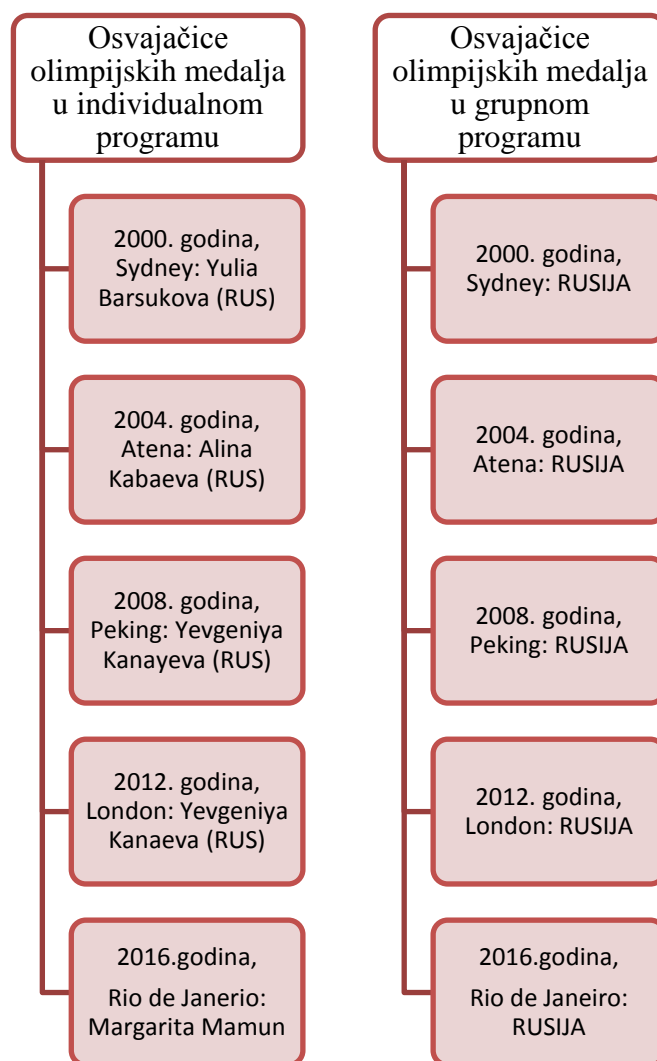 Osvajačice
olimpijskih medalja
u individualnom
programu
2000. godina,
Sydney: Yulia
Barsukova (RUS)
2004. godina,
Atena: Alina
Kabaeva (RUS)
2008. godina,
Peking: Yevgeniya
Kanayeva (RUS)
2012. godina,
London: Yevgeniya
Kanaeva (RUS)
2016.godina,
Rio de Janerio:
Margarita Mamun
Osvajačice
olimpijskih medalja
u grupnom
programu
2000. godina,
Sydney: RUSIJA
2004. godina,
Atena: RUSIJA
2008. godina,
Peking: RUSIJA
2012. godina,
London: RUSIJA
2016.godina,
Rio de Janeiro:
RUSIJA